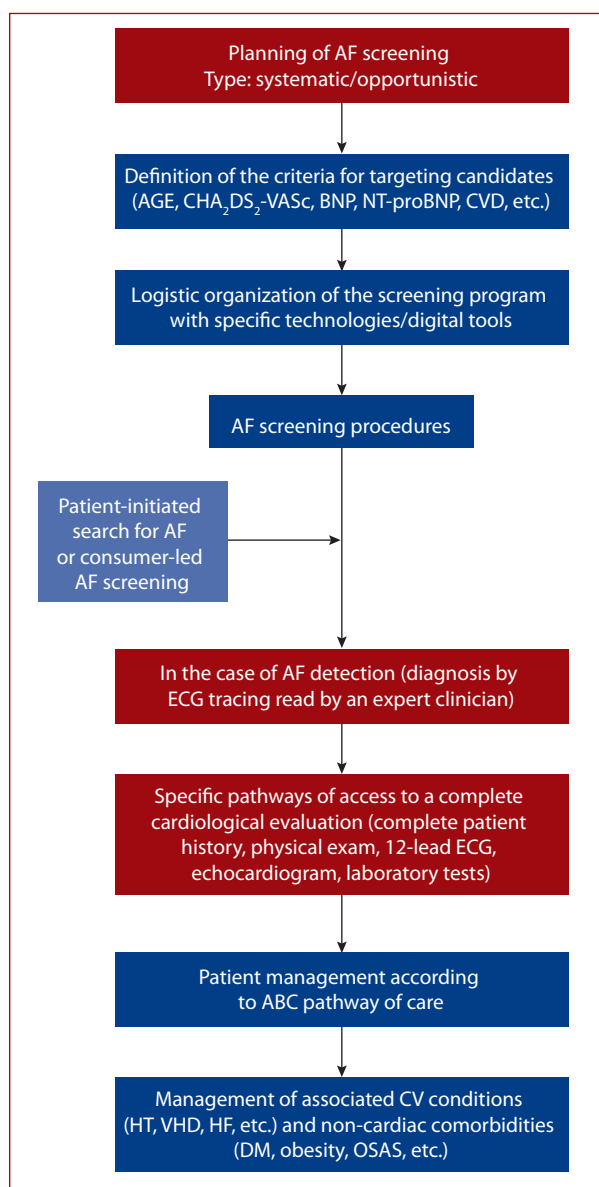 Planning of AF screening
Type: systematic/opportunistic
Definition of the criteria for targeting candidates
(AGE, CHA₂DS₂-VASc, BNP, NT-proBNP, CVD, etc.)
Logistic organization of the screening program
with specific technologies/digital tools
AF screening procedures
Patient-initiated
search for AF
or consumer-led
AF screening
In the case of AF detection (diagnosis by
ECG tracing read by an expert clinician)
Specific pathways of access to a complete
cardiological evaluation (complete patient
history, physical exam, 12-lead ECG,
echocardiogram, laboratory tests)
Patient management according
to ABC pathway of care
Management of associated CV conditions
(HT, VHD, HF, etc.) and non-cardiac comorbidities
(DM, obesity, OSAS, etc.)